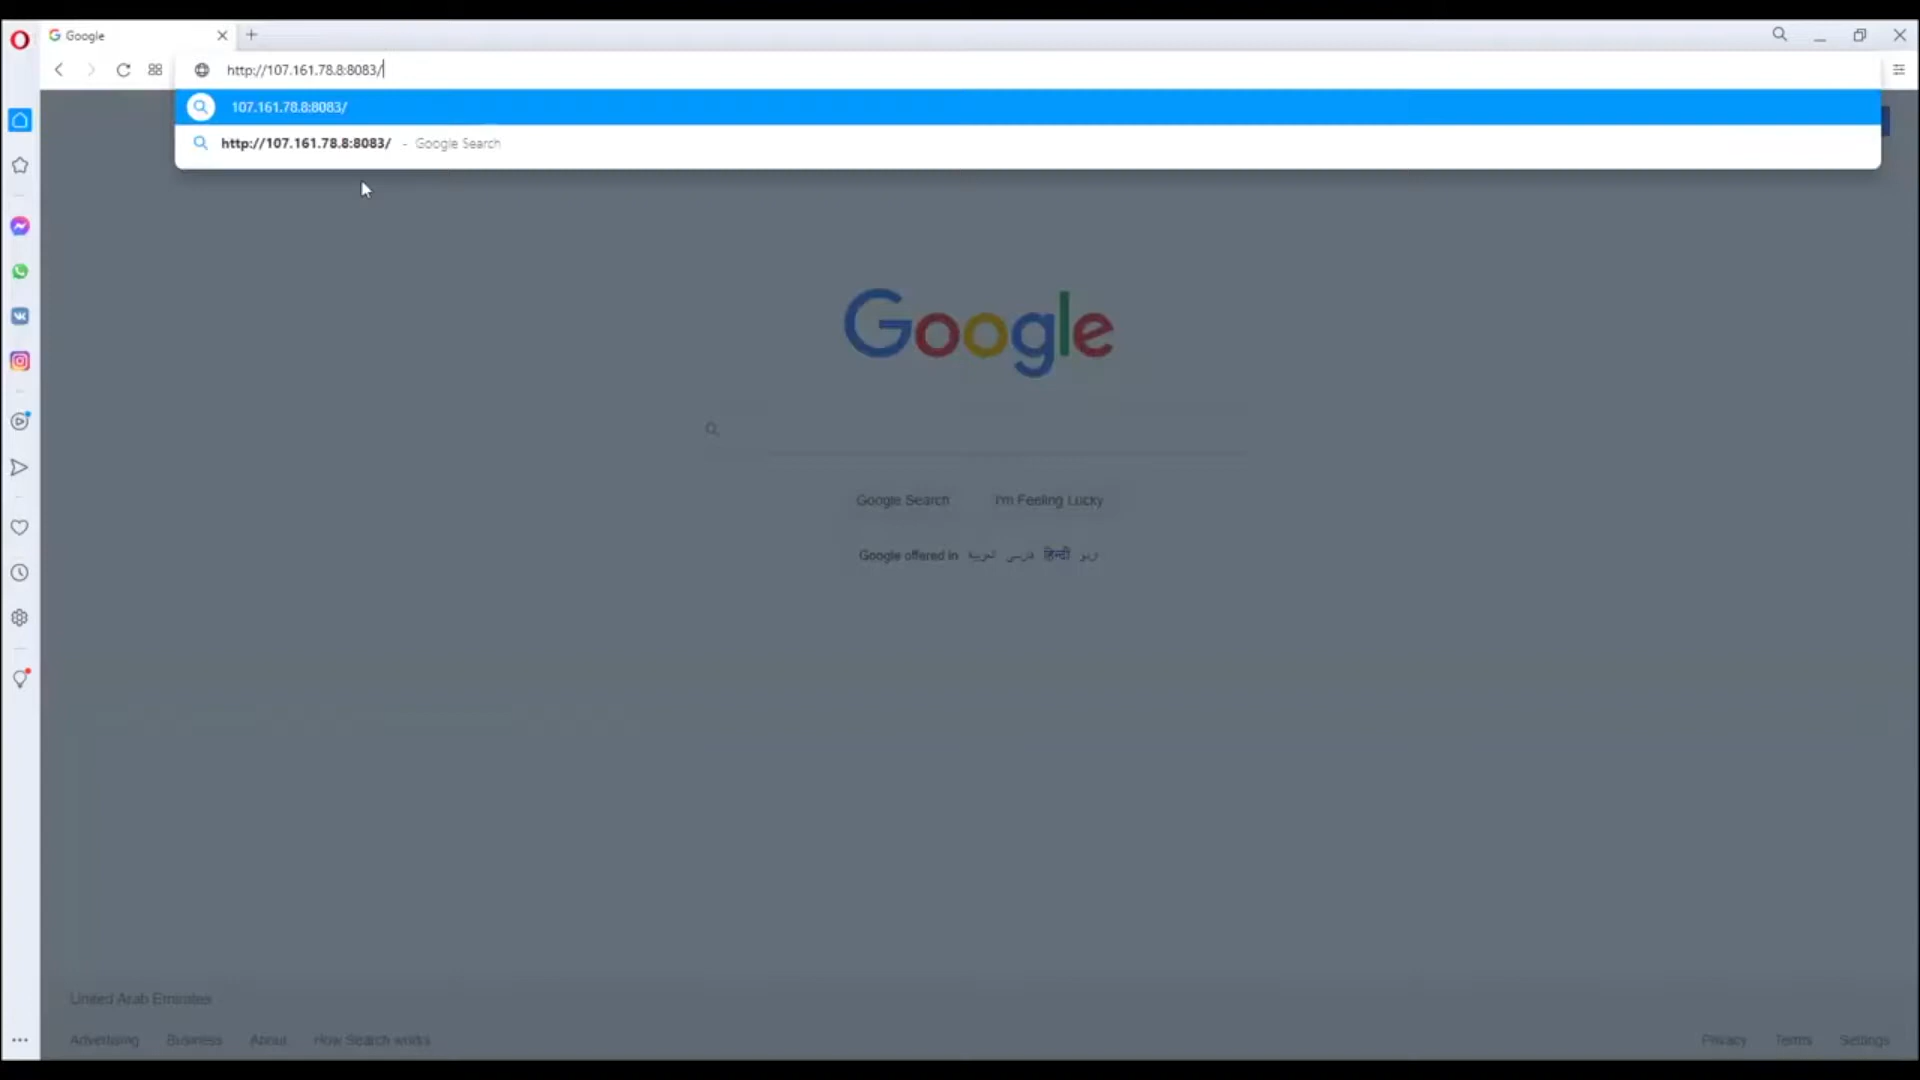 Google
http://107.161.78.8:8083/
107.161.78.8:8083/
http://107.161.78.8:8083/ - Google Search
Google
Google Search I'm Feeling Lucky
Google offered in العربية فارسی हिन्दी اردو
United Arab Emirates
Advertising Business About How Search works Privacy Terms Settings